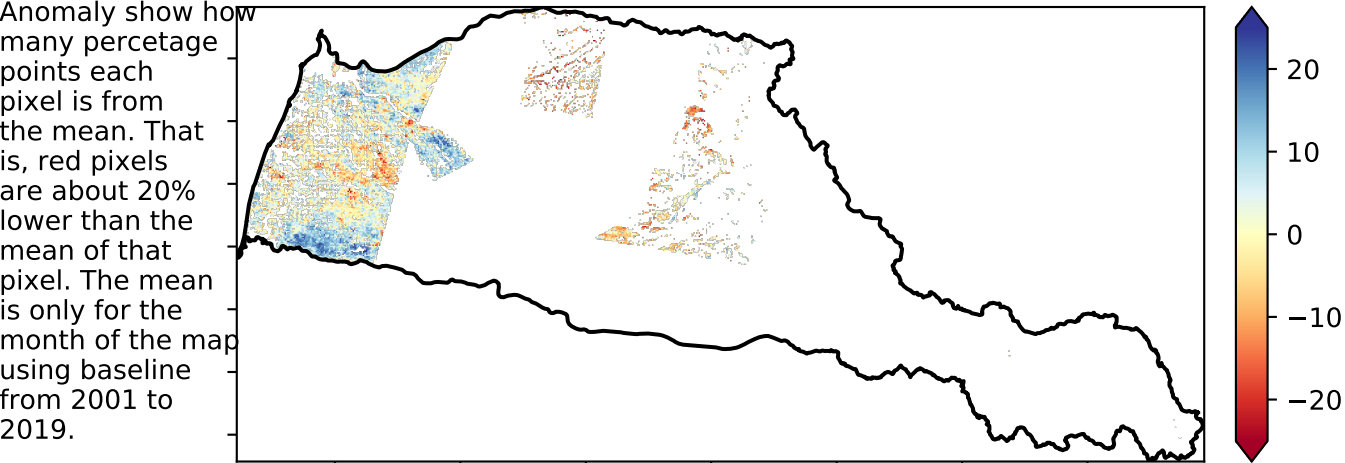 Anomaly show how
many percetage
points each
pixel is from
the mean. That
is, red pixels
are about 20%
lower than the
mean of that
pixel. The mean
is only for the
month of the map
using baseline
from 2001 to
2019.
20
10
0
−10
−20